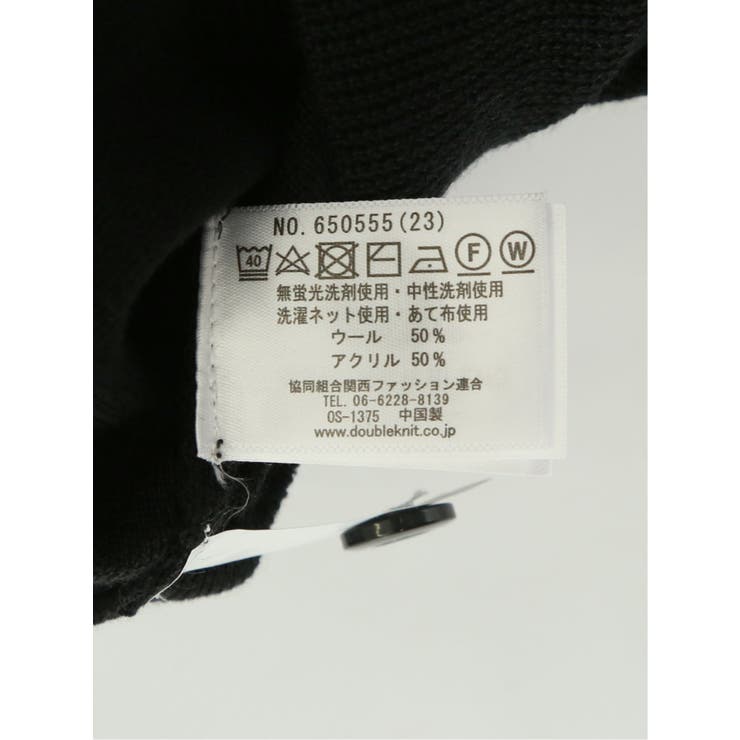 NO. 650555(23)
40 F W
無蛍光洗剤使用・中性洗剤使用
洗濯ネット使用・あて布使用
ウール 50%
アクリル 50%
協同組合関西ファッション連合
TEL. 06-6228-8139
OS-1375 中国製
www.doubleknit.co.jp